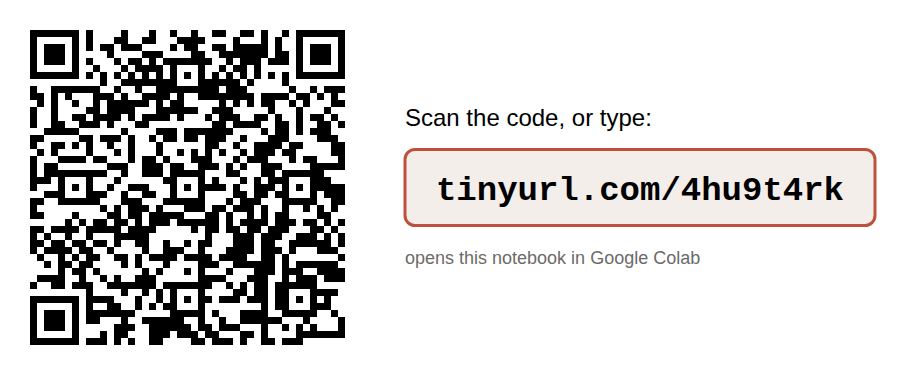 Scan the code, or type:
tinyurl.com/4hu9t4rk
opens this notebook in Google Colab